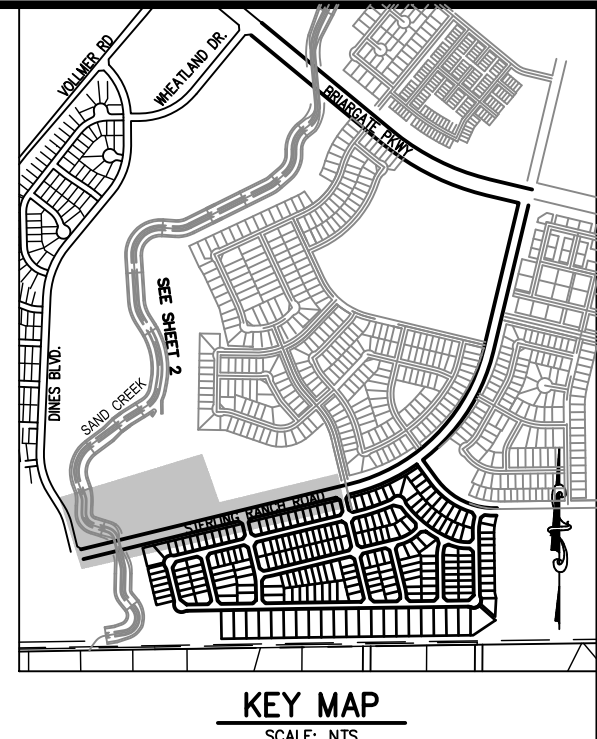 VOLLMER RD
WHEATLAND DR.
BRIARGATE PKWY
SEE SHEET 2
DINES BLVD.
SAND CREEK
STERLING RANCH ROAD
KEY MAP
SCALE: NTS